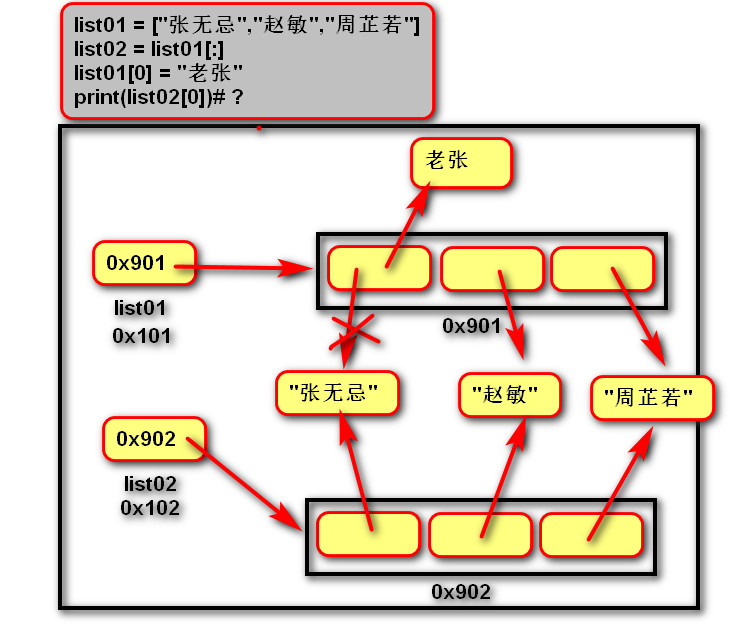 list01 = ["张无忌","赵敏","周芷若"]
list02 = list01[:]
list01[0] = "老张"
print(list02[0])# ?
老张
0x901
list01
0x101
0x901
"张无忌"
"赵敏"
"周芷若"
0x902
list02
0x102
0x902